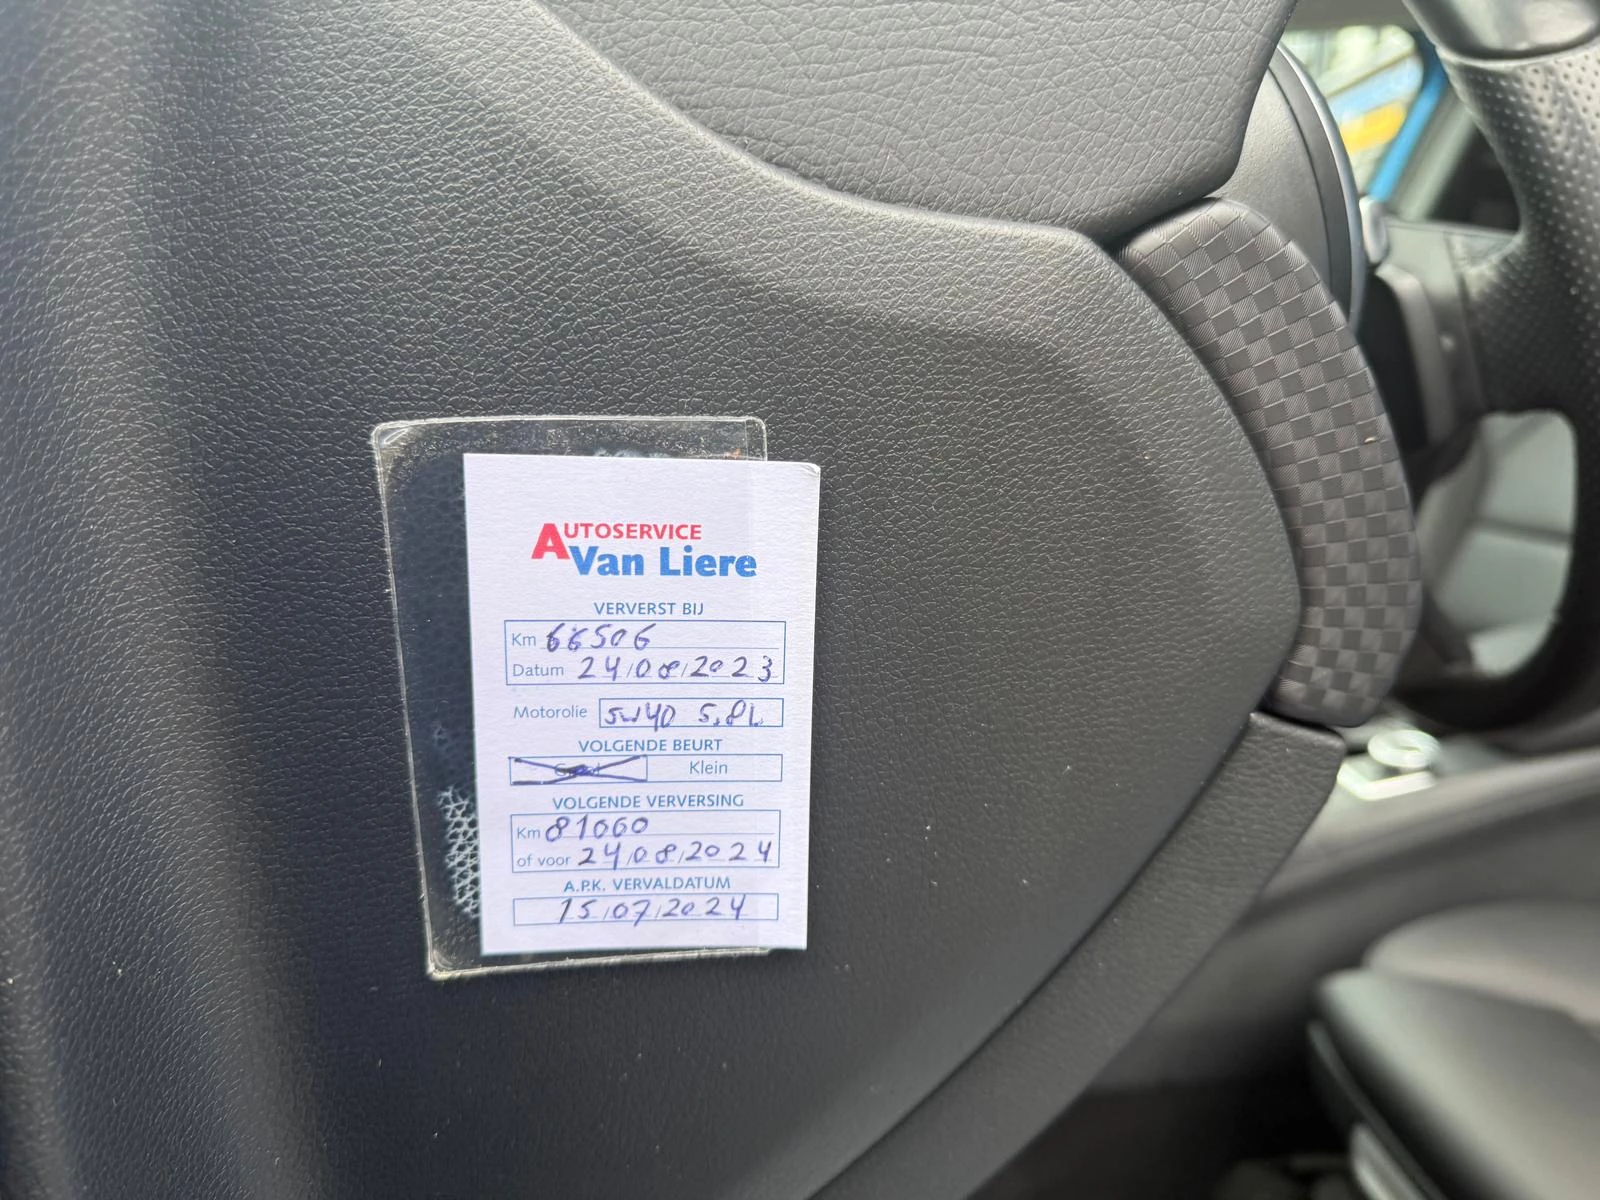 AUTOSERVICE
Van Liere
VERVERST BIJ
Km 66506
Datum 24/08/2023
Motorolie 5W40 5.8L
VOLGENDE BEURT
Klein
VOLGENDE VERVERSING
Km 81000
of voor 24/08/2024
A.P.K. VERVALDATUM
15/07/2024